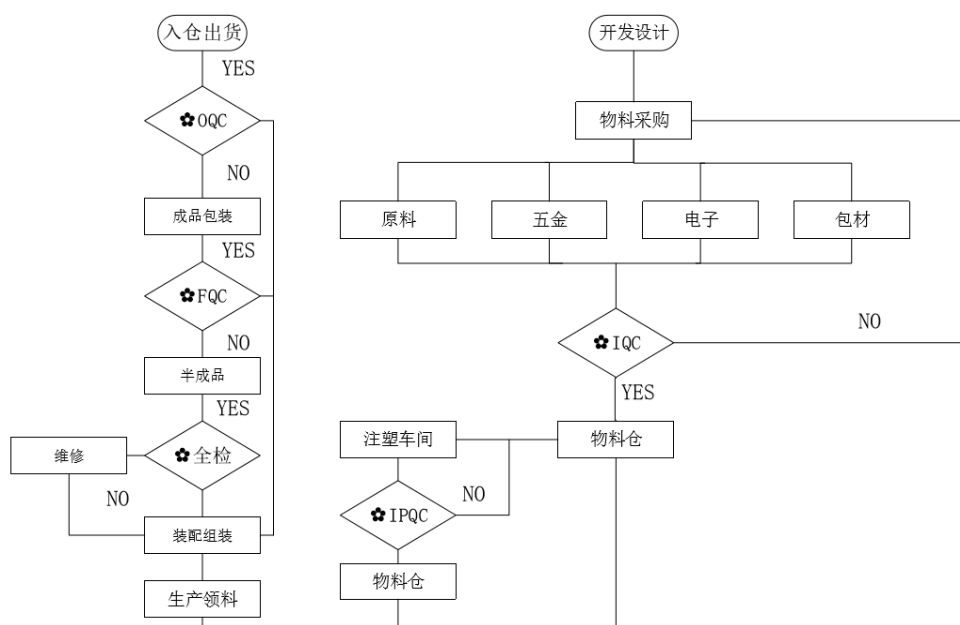 入仓出货
YES
✿OQC
NO
成品包装
YES
✿FQC
NO
半成品
YES
✿全检
维修
NO
装配组装
生产领料
开发设计
物料采购
原料
五金
电子
包材
✿IQC
NO
YES
注塑车间
物料仓
✿IPQC
NO
物料仓